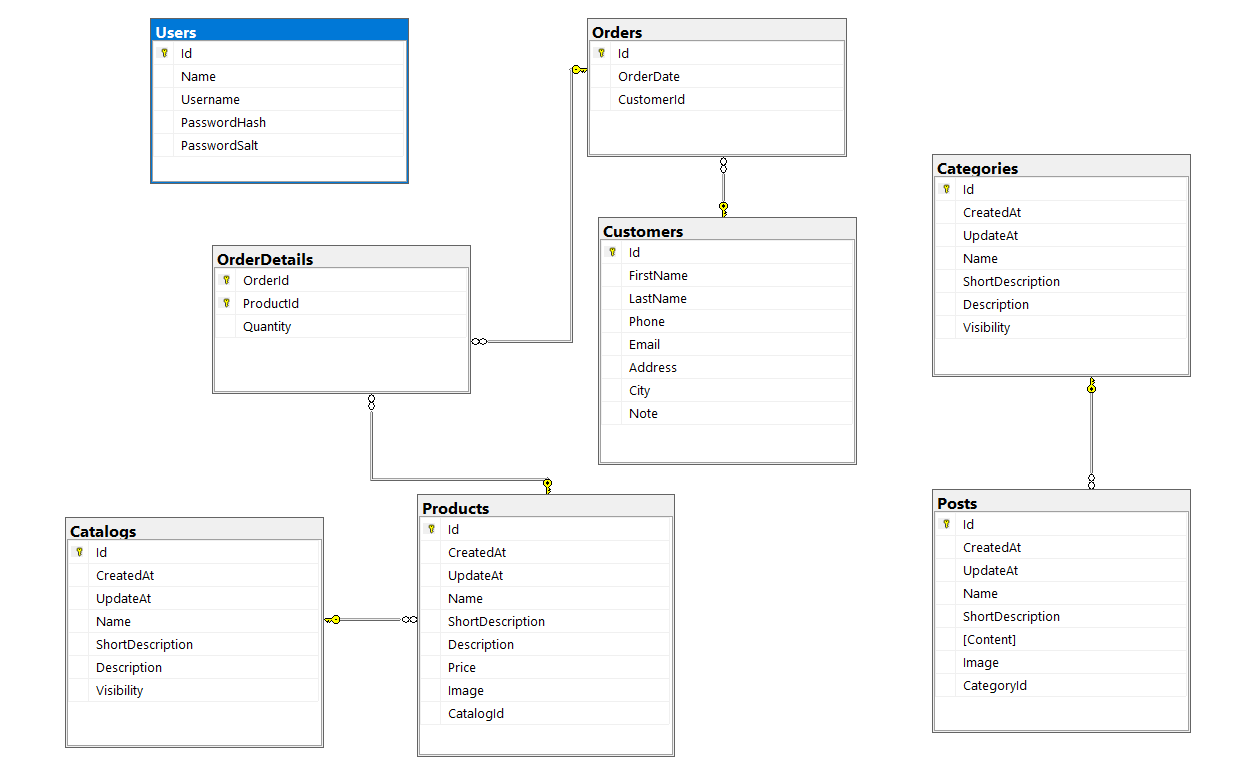 Users
Id
Name
Username
PasswordHash
PasswordSalt
Orders
Id
OrderDate
CustomerId
Categories
Id
CreatedAt
UpdateAt
Name
ShortDescription
Description
Visibility
Customers
Id
FirstName
LastName
Phone
Email
Address
City
Note
OrderDetails
OrderId
ProductId
Quantity
Products
Id
CreatedAt
UpdateAt
Name
ShortDescription
Description
Price
Image
CatalogId
Catalogs
Id
CreatedAt
UpdateAt
Name
ShortDescription
Description
Visibility
Posts
Id
CreatedAt
UpdateAt
Name
ShortDescription
[Content]
Image
CategoryId